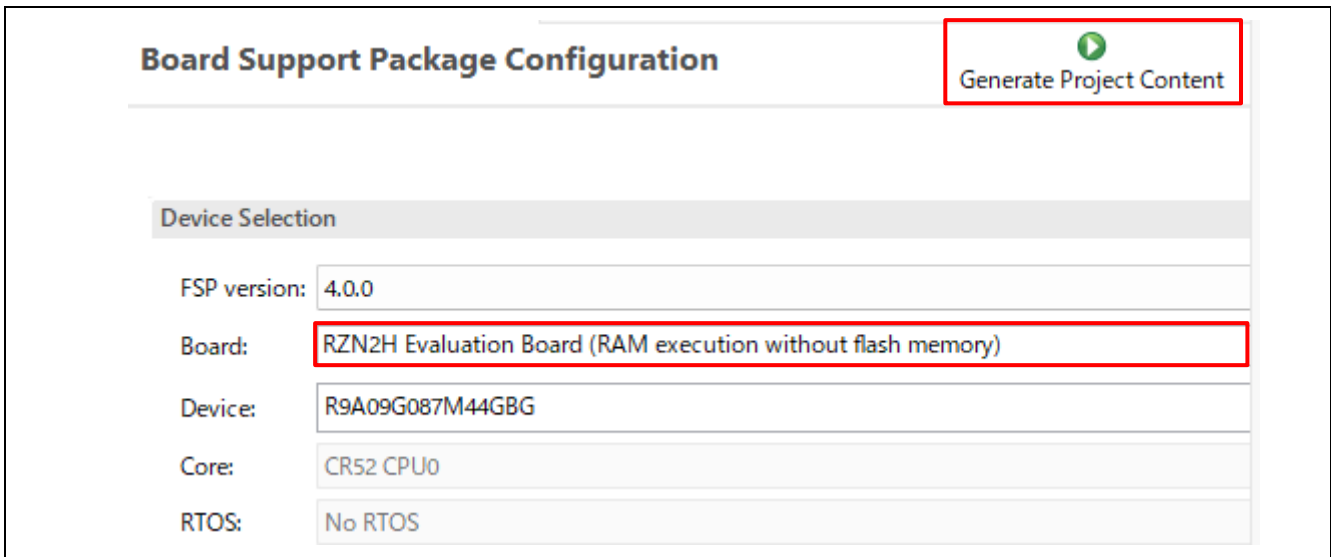 Board Support Package Configuration
Generate Project Content
Device Selection
FSP version: 4.0.0
Board: RZN2H Evaluation Board (RAM execution without flash memory)
Device: R9A09G087M44GBG
Core: CR52 CPU0
RTOS: No RTOS